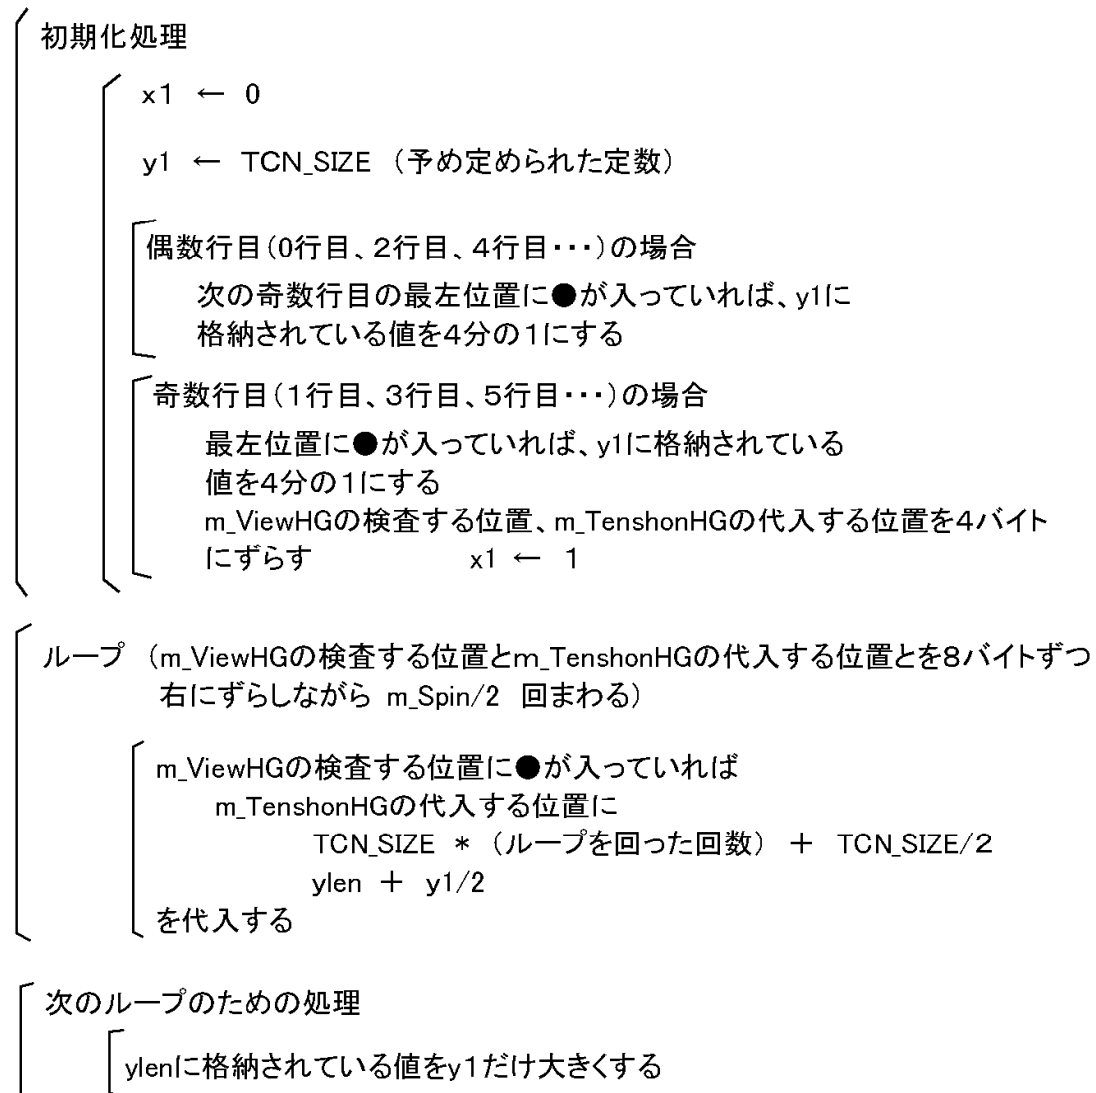 初期化処理
x1 ← 0
y1 ← TCN_SIZE (予め定められた定数)
偶数行目(0行目、2行目、4行目・・・)の場合
次の奇数行目の最左位置に●が入っていれば、y1に
格納されている値を4分の1にする
奇数行目(1行目、3行目、5行目・・・)の場合
最左位置に●が入っていれば、y1に格納されている
値を4分の1にする
m_ViewHGの検査する位置、m_TenshonHGの代入する位置を4バイト
にずらす x1 ← 1
ループ (m_ViewHGの検査する位置とm_TenshonHGの代入する位置とを8バイトずつ
右にずらしながら m_Spin/2 回まわる)
m_ViewHGの検査する位置に●が入っていれば
m_TenshonHGの代入する位置に
TCN_SIZE * (ループを回った回数) + TCN_SIZE/2
ylen + y1/2
を代入する
次のループのための処理
ylenに格納されている値をy1だけ大きくする